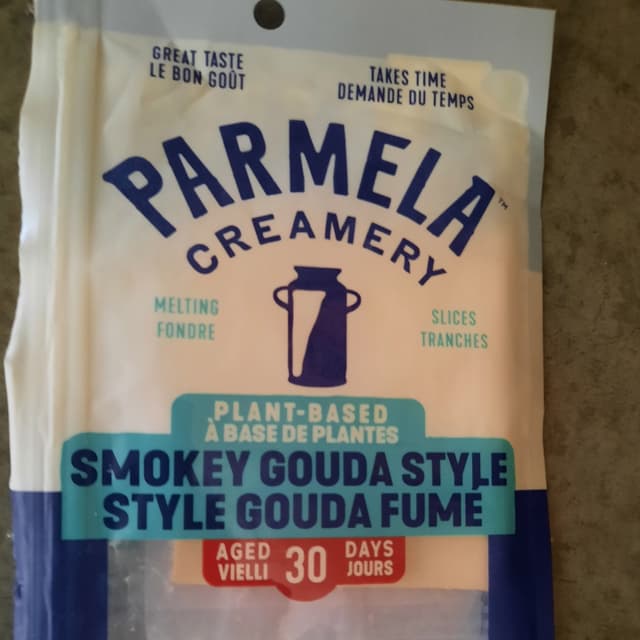 GREAT TASTE
LE BON GOÛT
TAKES TIME
DEMANDE DU TEMPS
PARMELA™
CREAMERY
MELTING
FONDRE
SLICES
TRANCHES
PLANT-BASED
À BASE DE PLANTES
SMOKEY GOUDA STYLE
STYLE GOUDA FUMÉ
AGED 30 DAYS
VIELLI JOURS